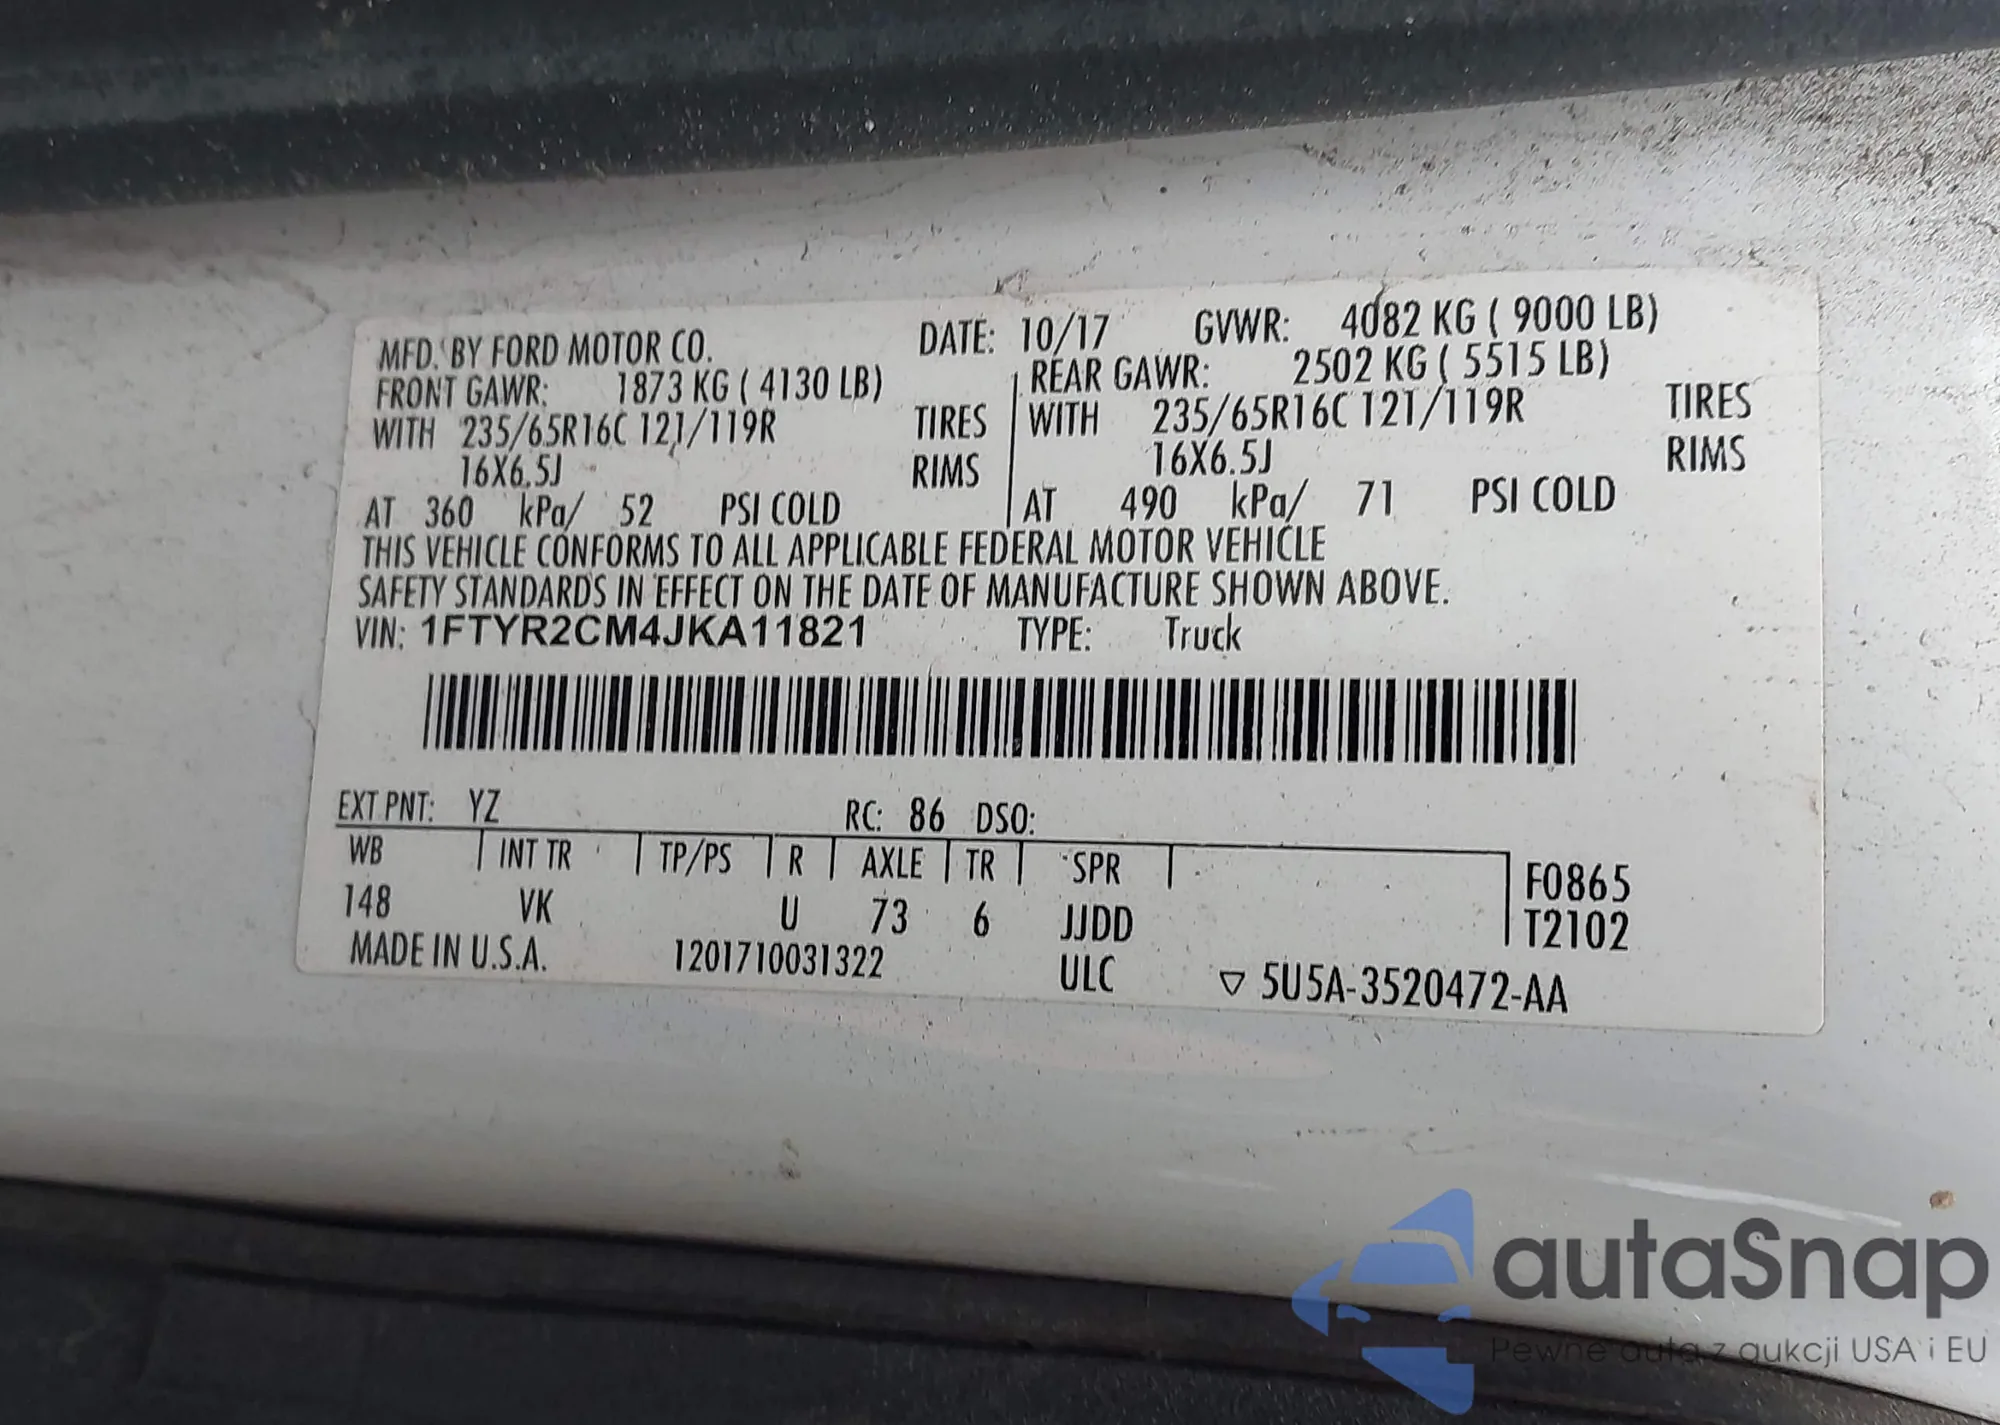 MFD. BY FORD MOTOR CO. DATE: 10/17 GVWR: 4082 KG ( 9000 LB)
FRONT GAWR: 1873 KG ( 4130 LB) REAR GAWR: 2502 KG ( 5515 LB)
WITH 235/65R16C 121/119R TIRES WITH 235/65R16C 121/119R TIRES
16X6.5J RIMS 16X6.5J RIMS
AT 360 kPa/ 52 PSI COLD AT 490 kPa/ 71 PSI COLD
THIS VEHICLE CONFORMS TO ALL APPLICABLE FEDERAL MOTOR VEHICLE
SAFETY STANDARDS IN EFFECT ON THE DATE OF MANUFACTURE SHOWN ABOVE.
VIN: 1FTYR2CM4JKA11821 TYPE: Truck
EXT PNT: YZ RC: 86 DSO:
WB INT TR TP/PS R AXLE TR SPR F0865
148 VK U 73 6 JJDD T2102
MADE IN U.S.A. 1201710031322 ULC ▽ 5U5A-3520472-AA
autaSnap
Pewne auta z aukcji USA i EU